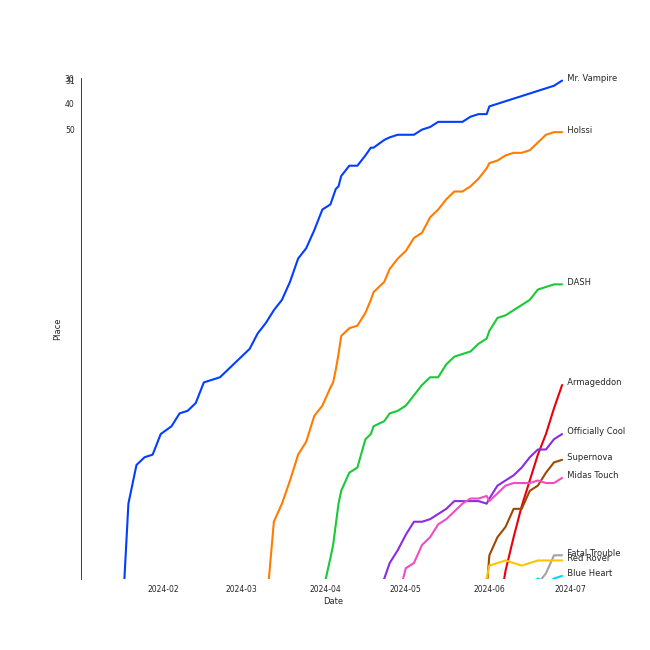 30
31
40
50
Place
Mr. Vampire
Holssi
DASH
Armageddon
Officially Cool
Supernova
Midas Touch
Fatal Trouble
Red Rover
Blue Heart
2024-02
2024-03
2024-04
2024-05
2024-06
2024-07
Date